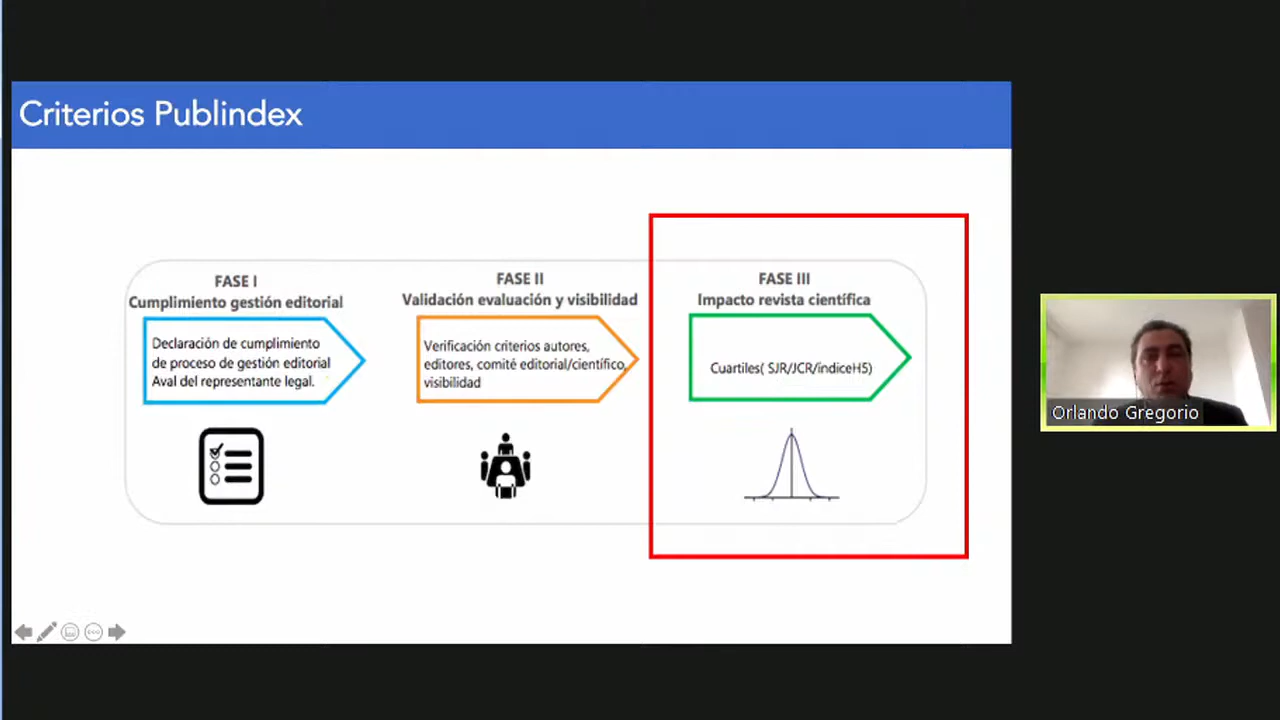 Criterios Publindex
FASE I
Cumplimiento gestión editorial
Declaración de cumplimiento
de proceso de gestión editorial
Aval del representante legal.
FASE II
Validación evaluación y visibilidad
Verificación criterios autores,
editores, comité editorial/científico,
visibilidad
FASE III
Impacto revista científica
Cuartiles( SJR/JCR/índiceH5)
Orlando Gregorio